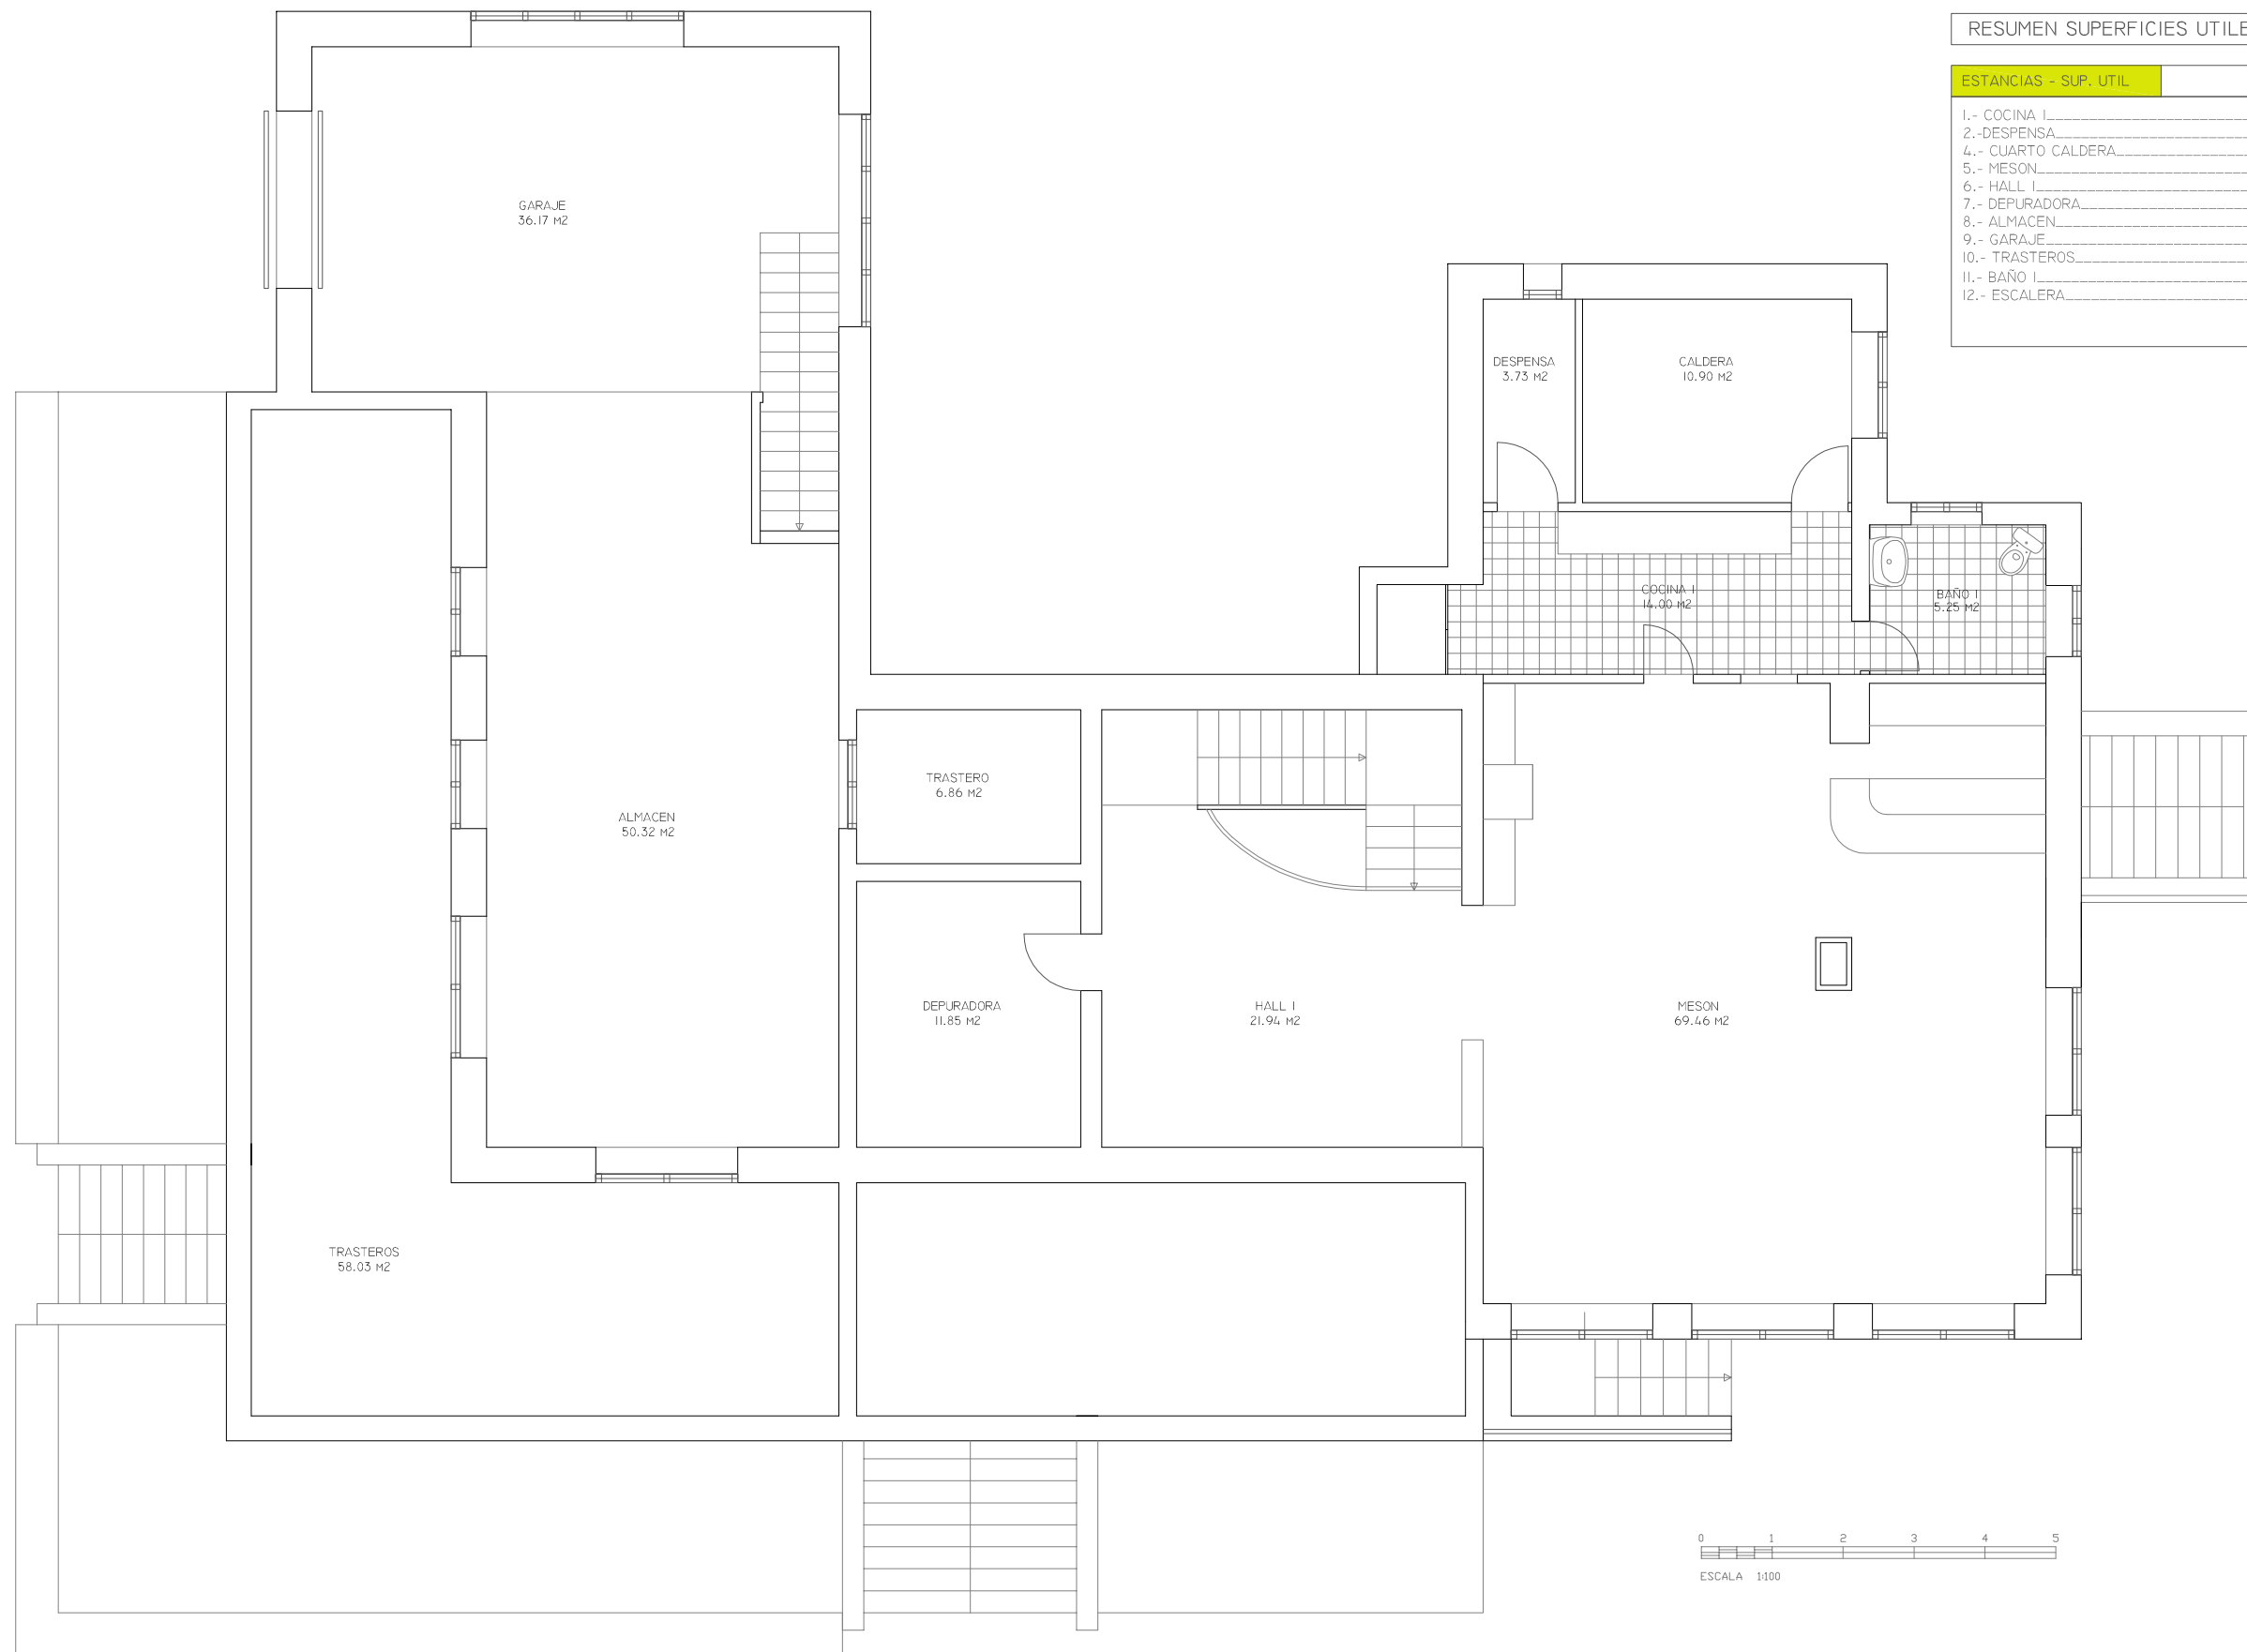 RESUMEN SUPERFICIES UTILE
ESTANCIAS - SUP. UTIL
1.- COCINA 1
2.-DESPENSA
4.- CUARTO CALDERA
5.- MESON
6.- HALL 1
7.- DEPURADORA
8.- ALMACEN
9.- GARAJE
10.- TRASTEROS
11.- BAÑO 1
12.- ESCALERA
GARAJE
36.17 M2
DESPENSA
3.73 M2
CALDERA
10.90 M2
COCINA 1
14.00 M2
BAÑO 1
5.25 M2
TRASTERO
6.86 M2
ALMACEN
50.32 M2
DEPURADORA
11.85 M2
HALL 1
21.94 M2
MESON
69.46 M2
TRASTEROS
58.03 M2
0 1 2 3 4 5
ESCALA 1:100